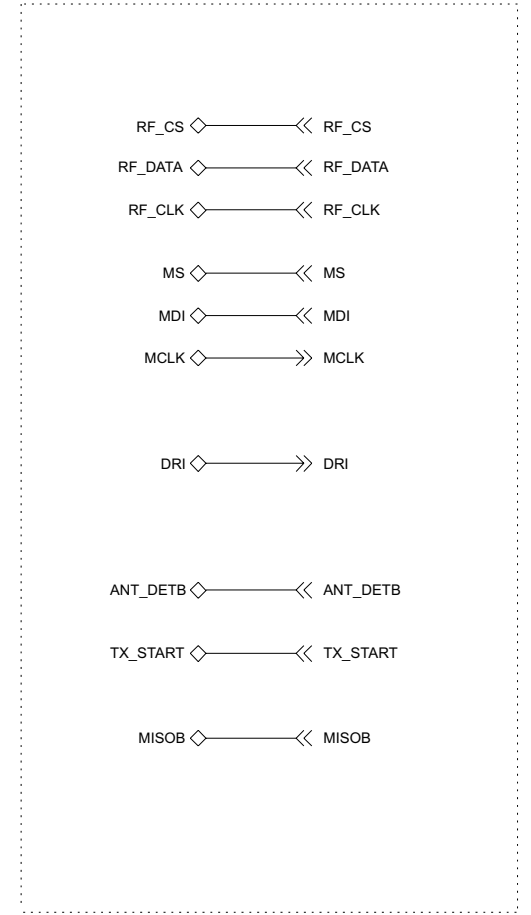 RF_CS RF_CS
RF_DATA RF_DATA
RF_CLK RF_CLK
MS MS
MDI MDI
MCLK MCLK
DRI DRI
ANT_DETB ANT_DETB
TX_START TX_START
MISOB MISOB